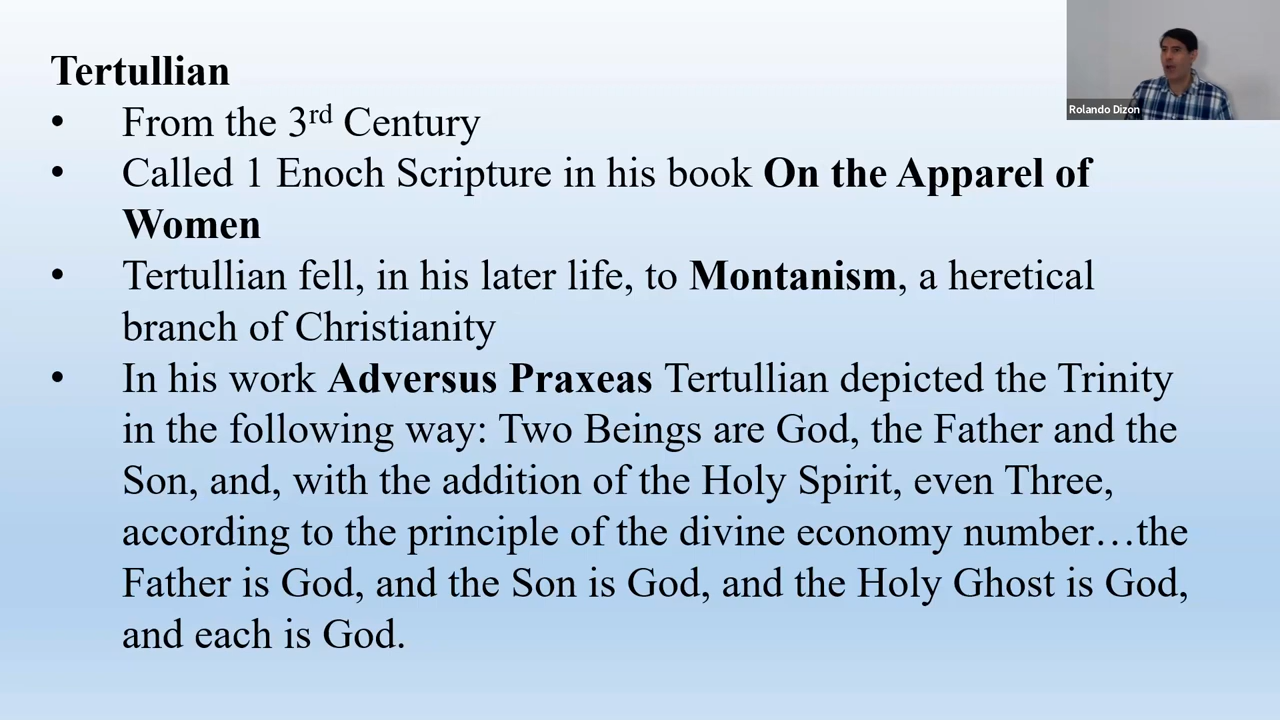 Tertullian
• From the 3rd Century
• Called 1 Enoch Scripture in his book On the Apparel of
Women
• Tertullian fell, in his later life, to Montanism, a heretical
branch of Christianity
• In his work Adversus Praxeas Tertullian depicted the Trinity
in the following way: Two Beings are God, the Father and the
Son, and, with the addition of the Holy Spirit, even Three,
according to the principle of the divine economy number…the
Father is God, and the Son is God, and the Holy Ghost is God,
and each is God.
Rolando Dizon